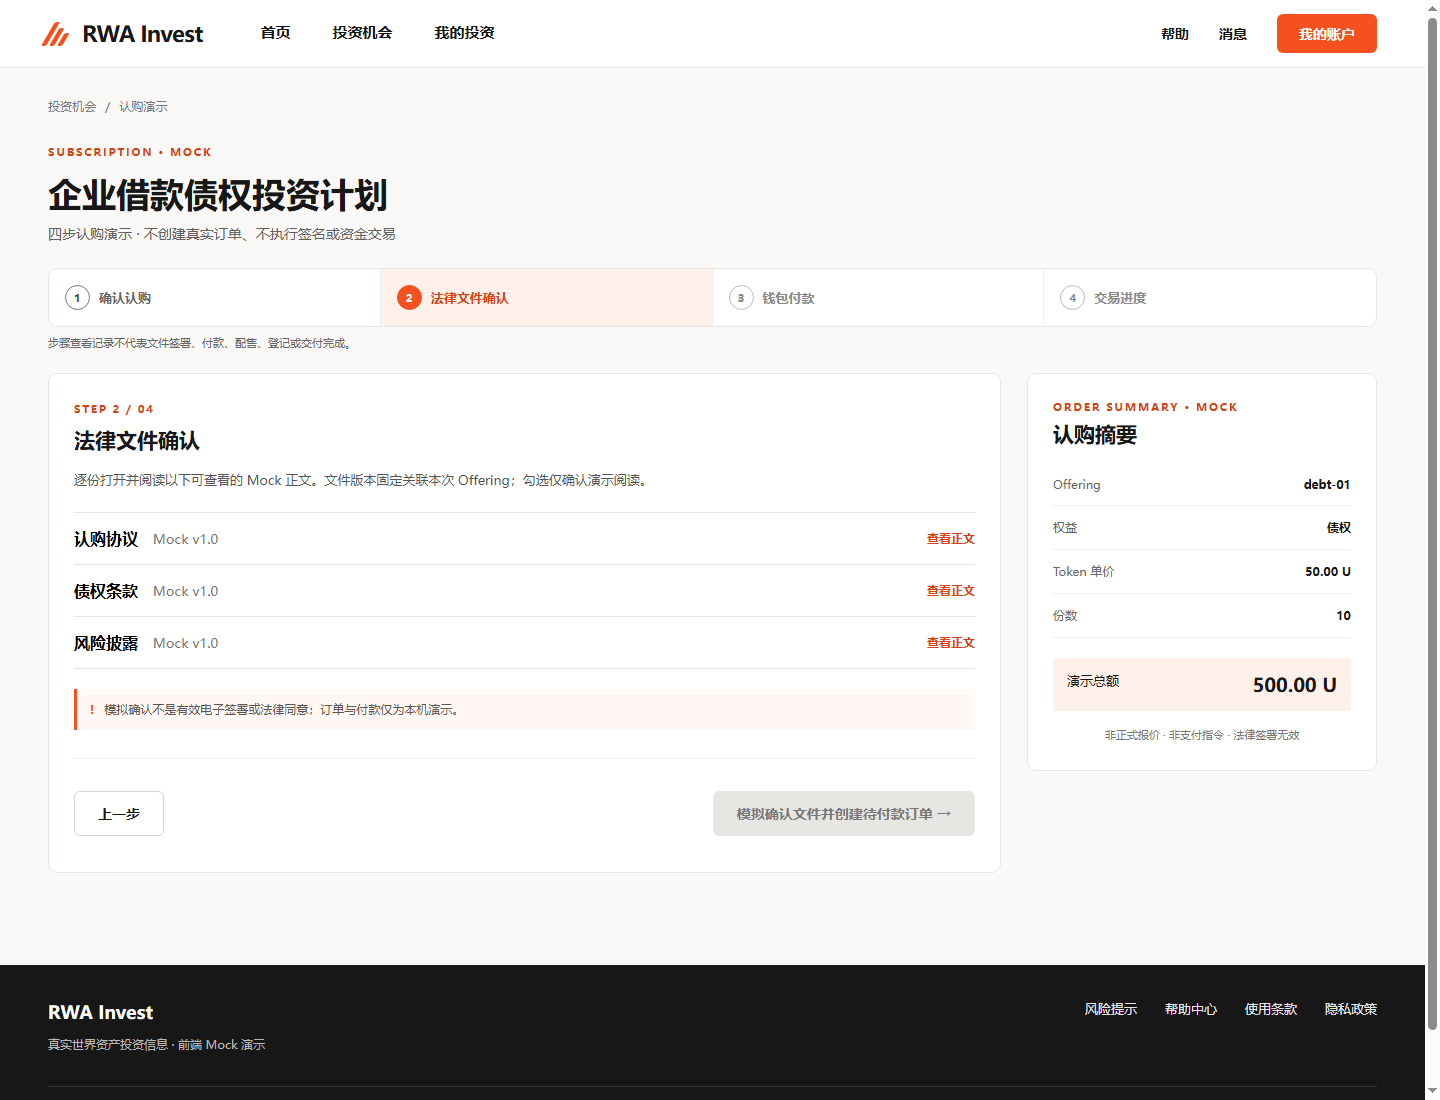 RWA Invest
首页
投资机会
我的投资
帮助
消息
我的账户
投资机会 / 认购演示
SUBSCRIPTION • MOCK
企业借款债权投资计划
四步认购演示 · 不创建真实订单、不执行签名或资金交易
1 确认认购
2 法律文件确认
3 钱包付款
4 交易进度
步骤查看记录不代表文件签署、付款、配售、登记或交付完成。
STEP 2 / 04
法律文件确认
逐份打开并阅读以下可查看的 Mock 正文。文件版本固定关联本次 Offering；勾选仅确认演示阅读。
认购协议 Mock v1.0 查看正文
债权条款 Mock v1.0 查看正文
风险披露 Mock v1.0 查看正文
! 模拟确认不是有效电子签署或法律同意；订单与付款仅为本机演示。
上一步
模拟确认文件并创建待付款订单 →
ORDER SUMMARY • MOCK
认购摘要
Offering debt-01
权益 债权
Token 单价 50.00 U
份数 10
演示总额 500.00 U
非正式报价 · 非支付指令 · 法律签署无效
RWA Invest
真实世界资产投资信息 · 前端 Mock 演示
风险提示
帮助中心
使用条款
隐私政策